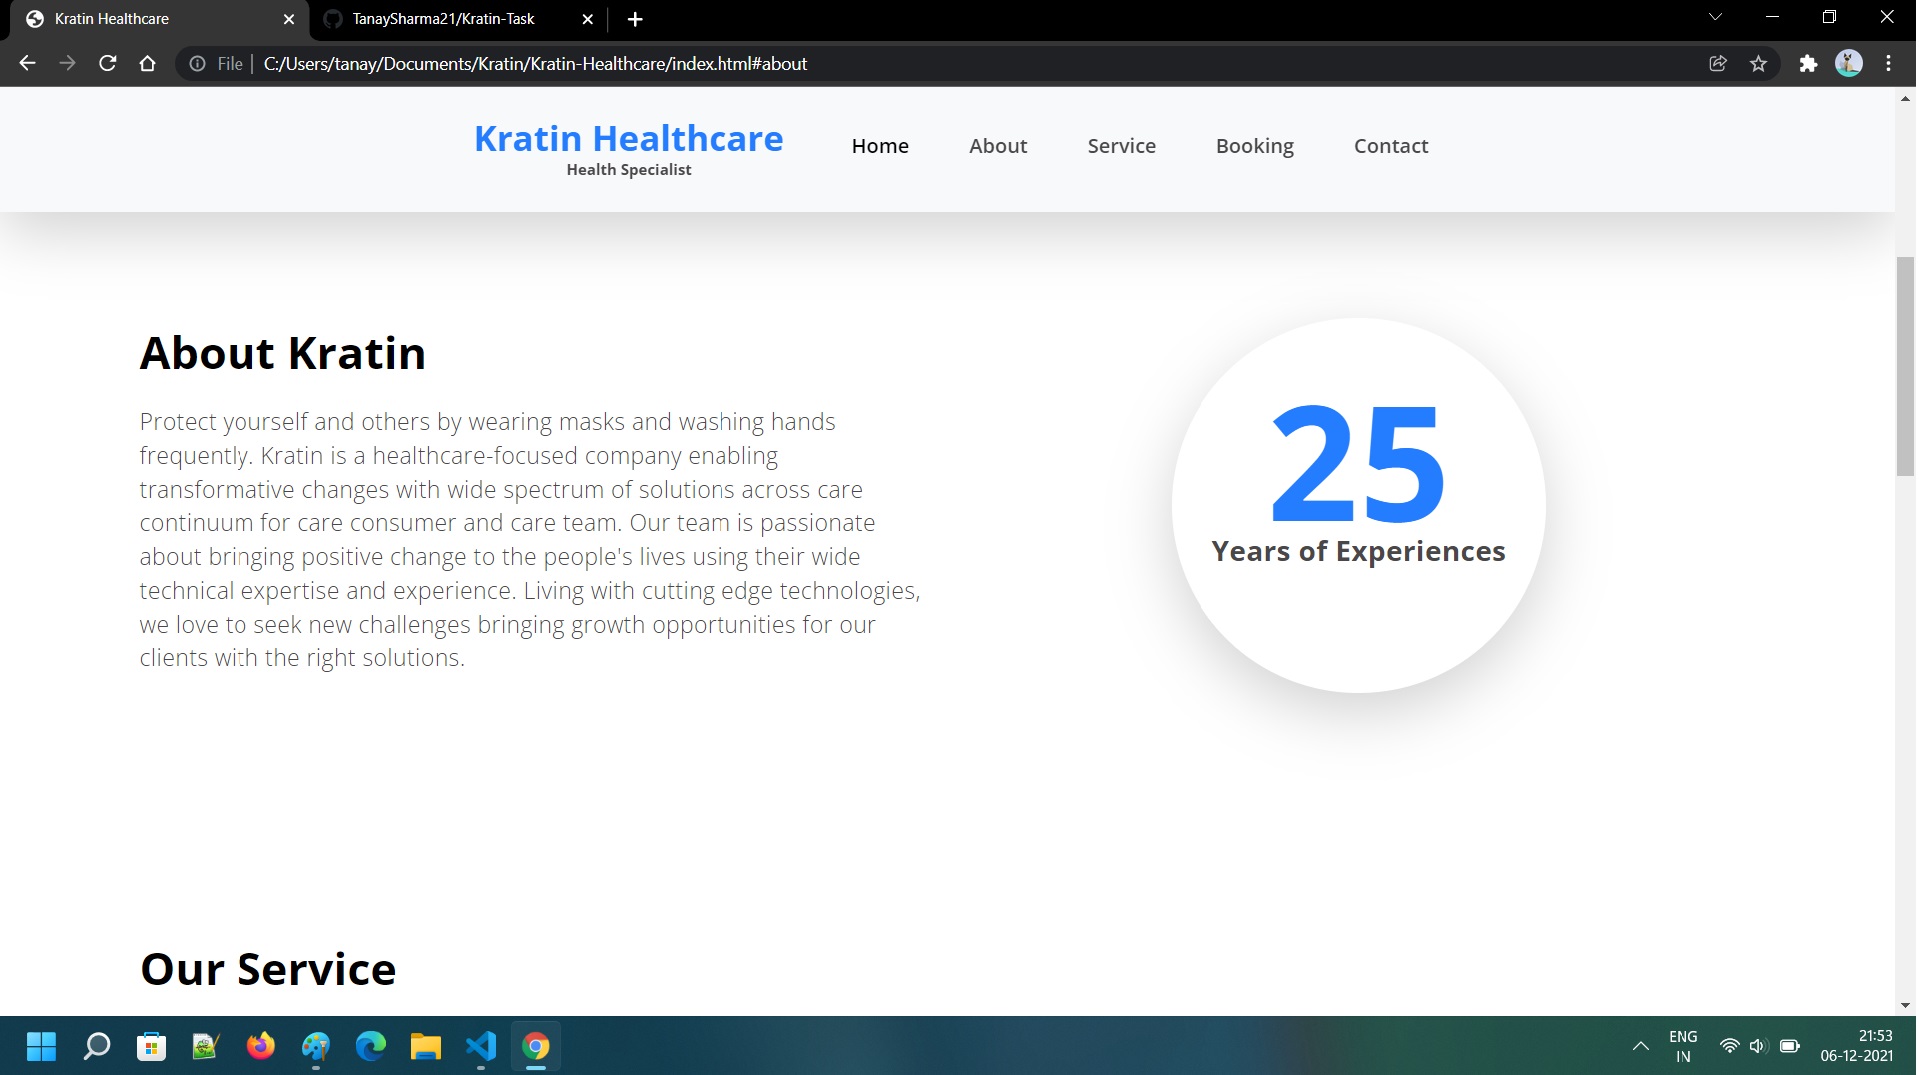 Kratin Healthcare
TanaySharma21/Kratin-Task
File
C:/Users/tanay/Documents/Kratin/Kratin-Healthcare/index.html#about
Kratin Healthcare
Health Specialist
Home
About
Service
Booking
Contact
About Kratin
Protect yourself and others by wearing masks and washing hands
frequently. Kratin is a healthcare-focused company enabling
transformative changes with wide spectrum of solutions across care
continuum for care consumer and care team. Our team is passionate
about bringing positive change to the people's lives using their wide
technical expertise and experience. Living with cutting edge technologies,
we love to seek new challenges bringing growth opportunities for our
clients with the right solutions.
25
Years of Experiences
Our Service
ENG
IN
21:53
06-12-2021